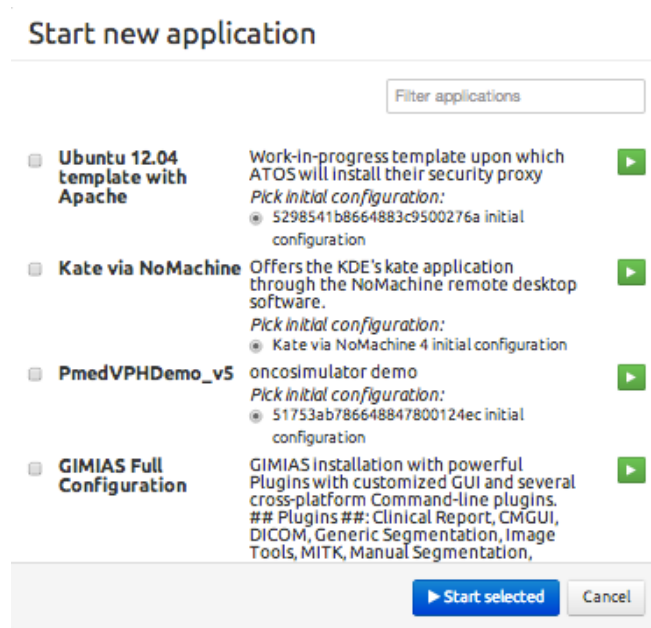 Start new application
Filter applications
Ubuntu 12.04
template with
Apache
Work-in-progress template upon which
ATOS will install their security proxy
Pick initial configuration:
5298541b8664883c9500276a initial
configuration
Kate via NoMachine
Offers the KDE's kate application
through the NoMachine remote desktop
software.
Pick initial configuration:
Kate via NoMachine 4 initial configuration
PmedVPHDemo_v5
oncosimulator demo
Pick initial configuration:
51753ab786648847800124ec initial
configuration
GIMIAS Full
Configuration
GIMIAS installation with powerful
Plugins with customized GUI and several
cross-platform Command-line plugins.
## Plugins ##: Clinical Report, CMGUI,
DICOM, Generic Segmentation, Image
Tools, MITK, Manual Segmentation,
Start selected
Cancel